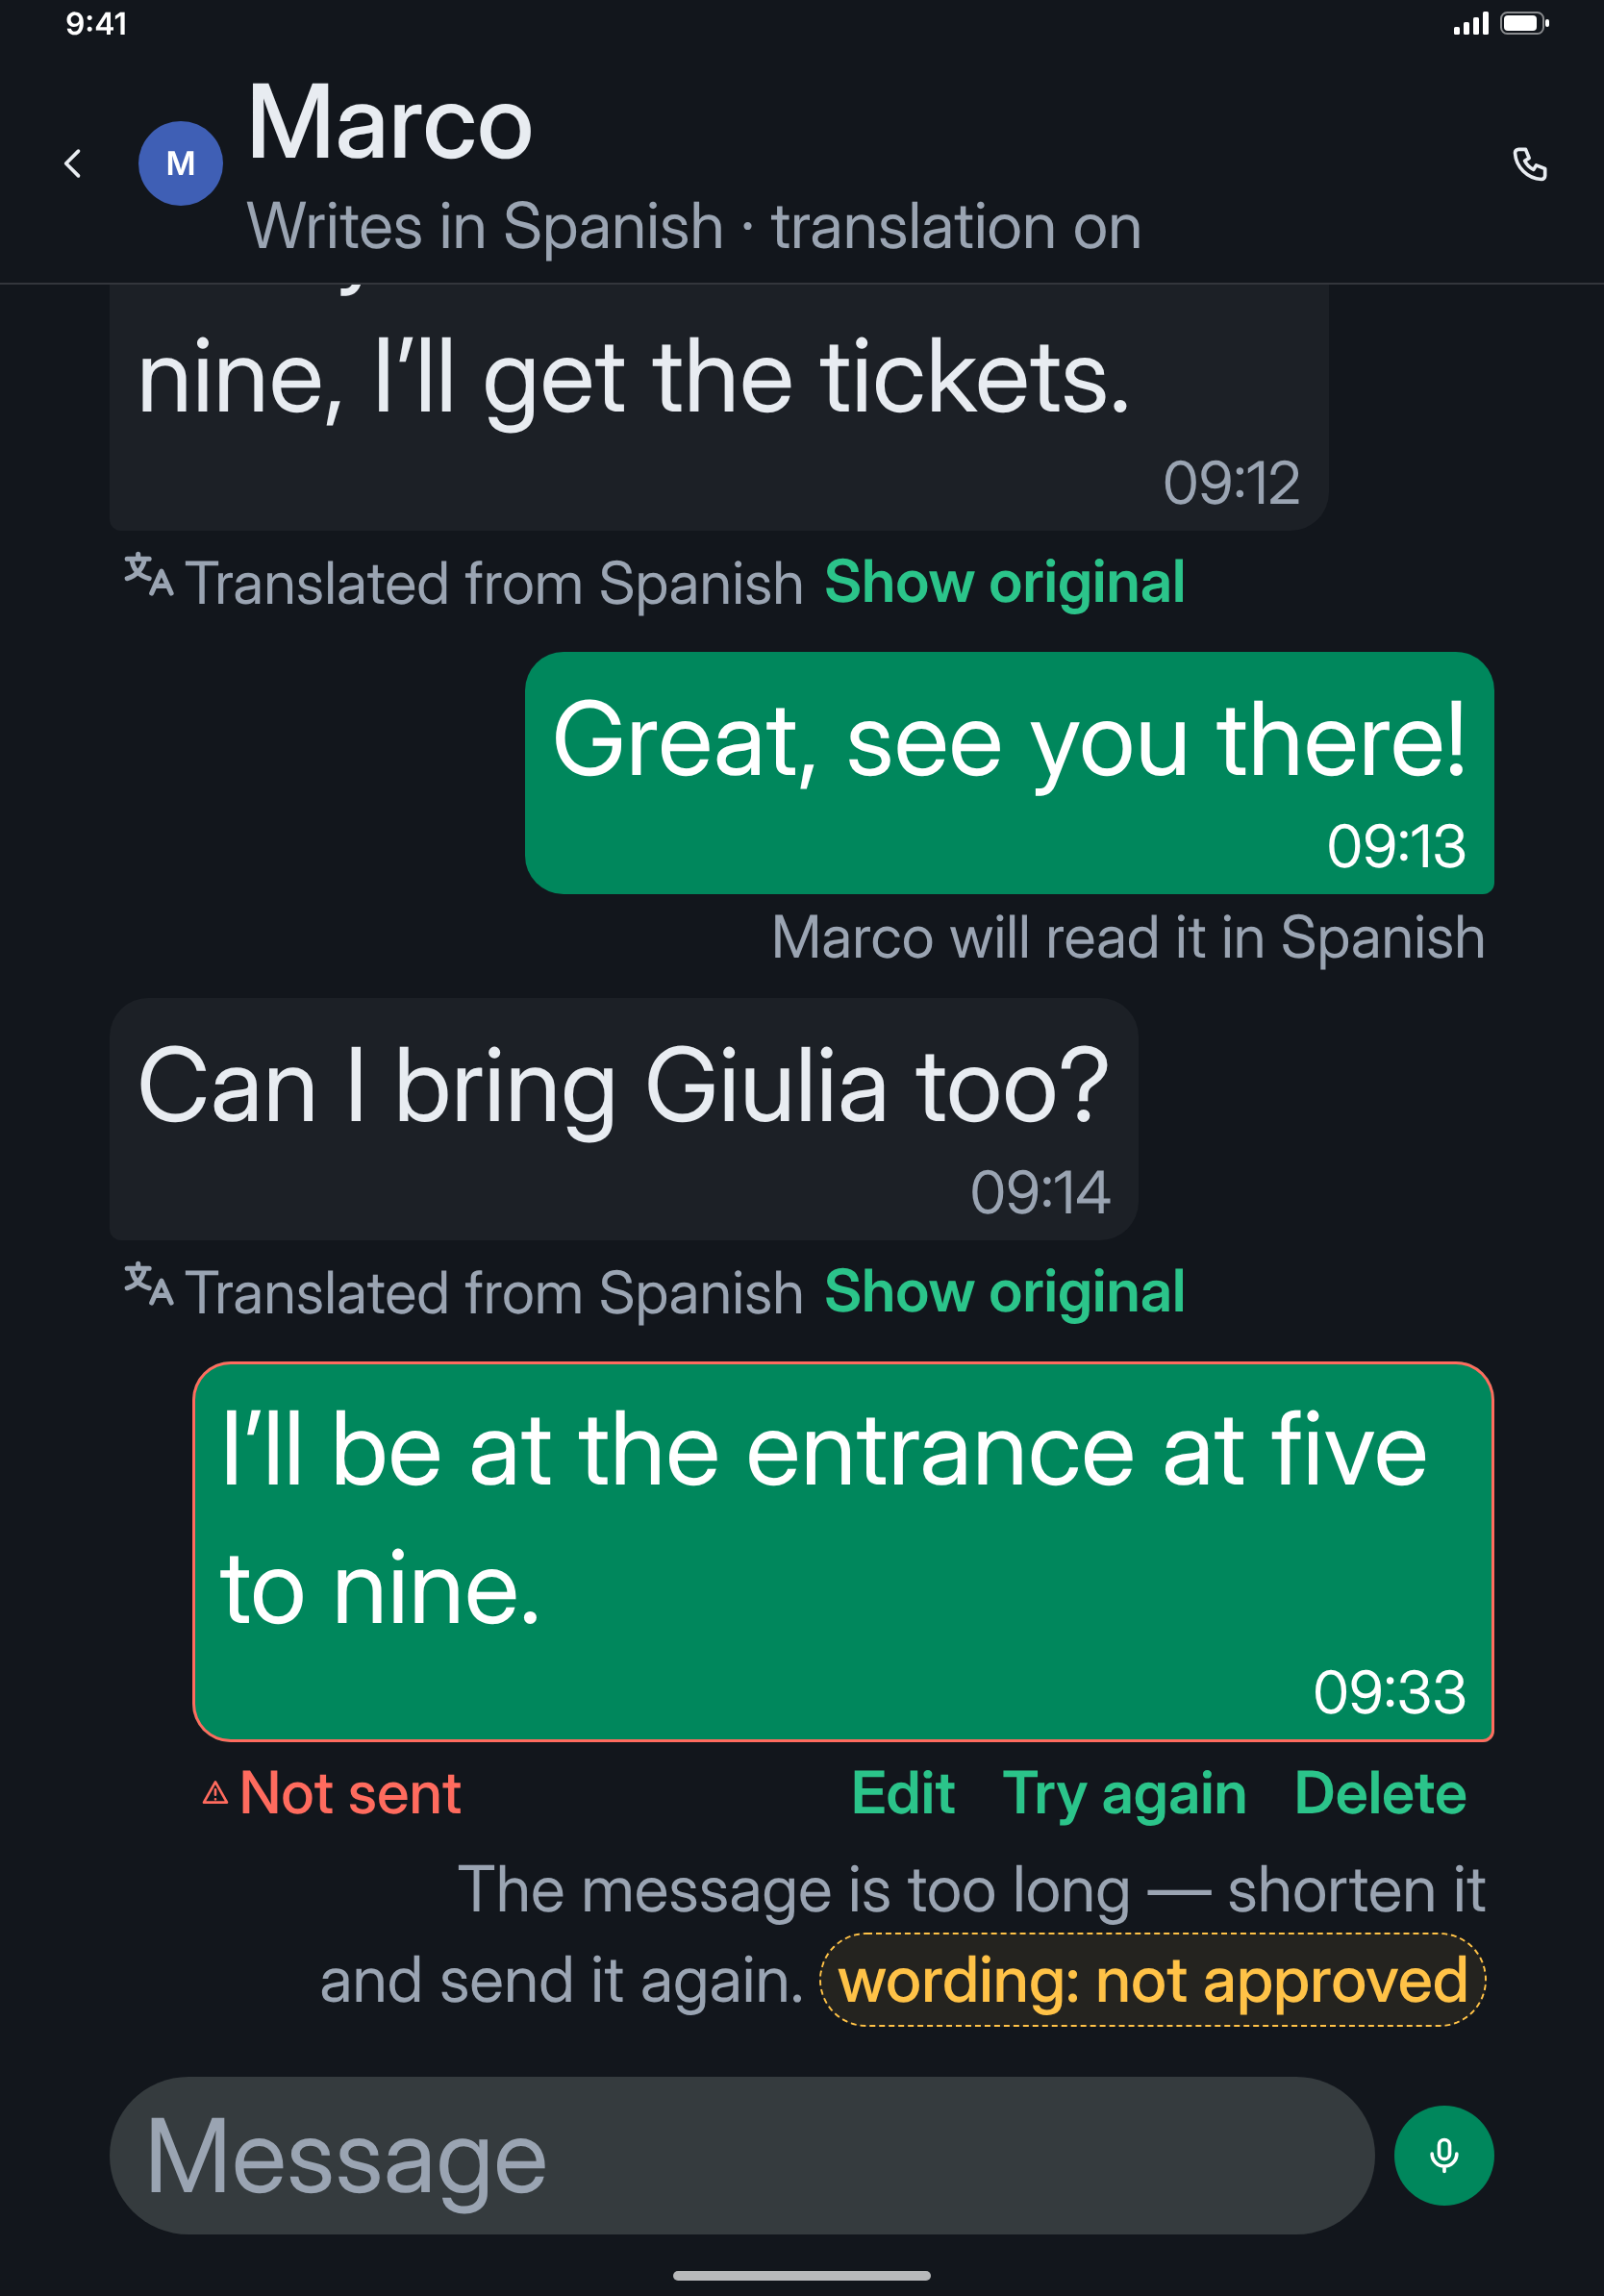 9:41
M
Marco
Writes in Spanish · translation on
nine, I’ll get the tickets.
09:12
Translated from Spanish Show original
Great, see you there!
09:13
Marco will read it in Spanish
Can I bring Giulia too?
09:14
Translated from Spanish Show original
I’ll be at the entrance at five
to nine.
09:33
Not sent Edit Try again Delete
The message is too long — shorten it
and send it again. wording: not approved
Message